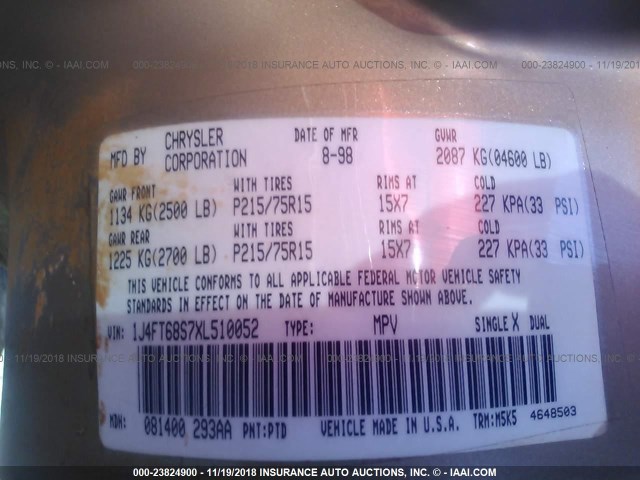 AUCTIONS, INC. - © IAAI.COM 000-23824900 - 11/19/2018 INSURANCE AUTO AUCTIONS, INC. - © IAAI.COM 000-23824900 - 11/19/2018
MFD BY CHRYSLER CORPORATION DATE OF MFR 8-98 GVWR 2087 KG(04600 LB)
GAWR FRONT WITH TIRES RIMS AT COLD
1134 KG(2500 LB) P215/75R15 15X7 227 KPA(33 PSI)
GAWR REAR WITH TIRES RIMS AT COLD
1225 KG(2700 LB) P215/75R15 15X7 227 KPA(33 PSI)
THIS VEHICLE CONFORMS TO ALL APPLICABLE FEDERAL MOTOR VEHICLE SAFETY
STANDARDS IN EFFECT ON THE DATE OF MANUFACTURE SHOWN ABOVE.
VIN: 1J4FT68S7XL510052 TYPE: MPV SINGLE X DUAL
MDH: 081400 293AA PNT:PTD VEHICLE MADE IN U.S.A. TRM:M5K5 4648503
000-23824900 - 11/19/2018 INSURANCE AUTO AUCTIONS, INC. - © IAAI.COM